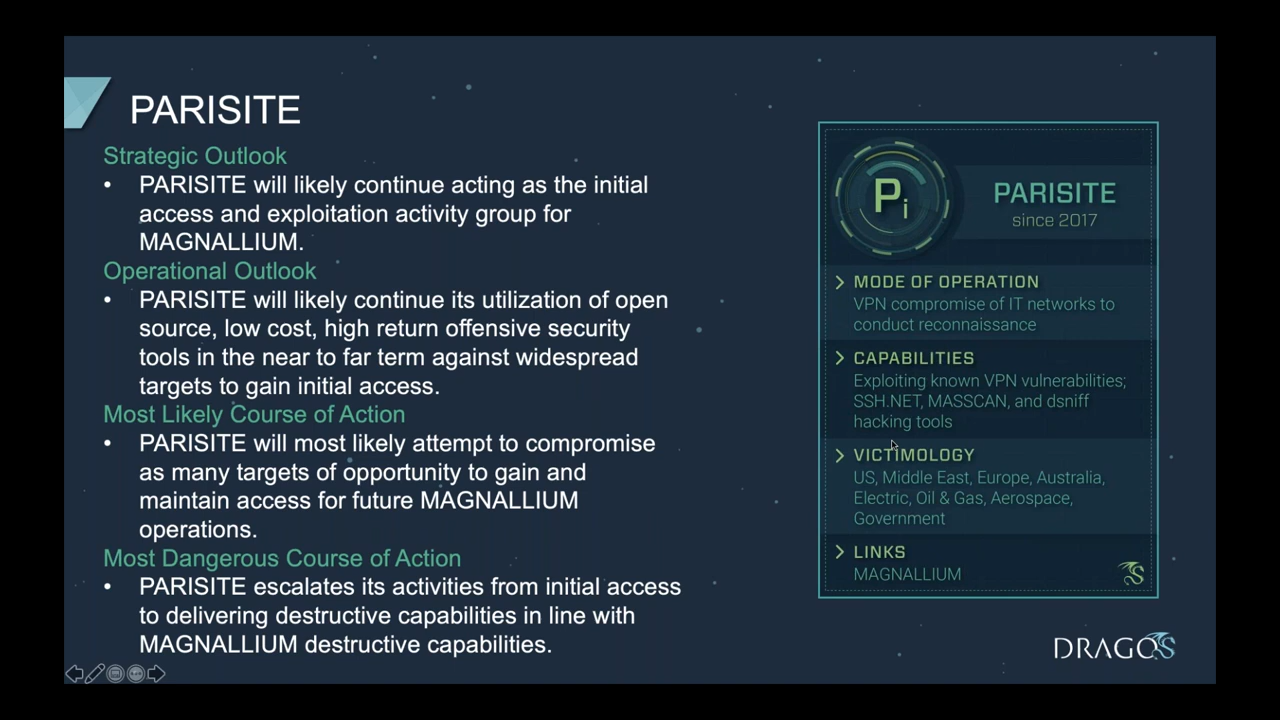 PARISITE
Strategic Outlook
• PARISITE will likely continue acting as the initial
access and exploitation activity group for
MAGNALLIUM.
Operational Outlook
• PARISITE will likely continue its utilization of open
source, low cost, high return offensive security
tools in the near to far term against widespread
targets to gain initial access.
Most Likely Course of Action
• PARISITE will most likely attempt to compromise
as many targets of opportunity to gain and
maintain access for future MAGNALLIUM
operations.
Most Dangerous Course of Action
• PARISITE escalates its activities from initial access
to delivering destructive capabilities in line with
MAGNALLIUM destructive capabilities.
Pi
PARISITE
since 2017
MODE OF OPERATION
VPN compromise of IT networks to
conduct reconnaissance
CAPABILITIES
Exploiting known VPN vulnerabilities;
SSH.NET, MASSCAN, and dsniff
hacking tools
VICTIMOLOGY
US, Middle East, Europe, Australia,
Electric, Oil & Gas, Aerospace,
Government
LINKS
MAGNALLIUM
DRAGOS